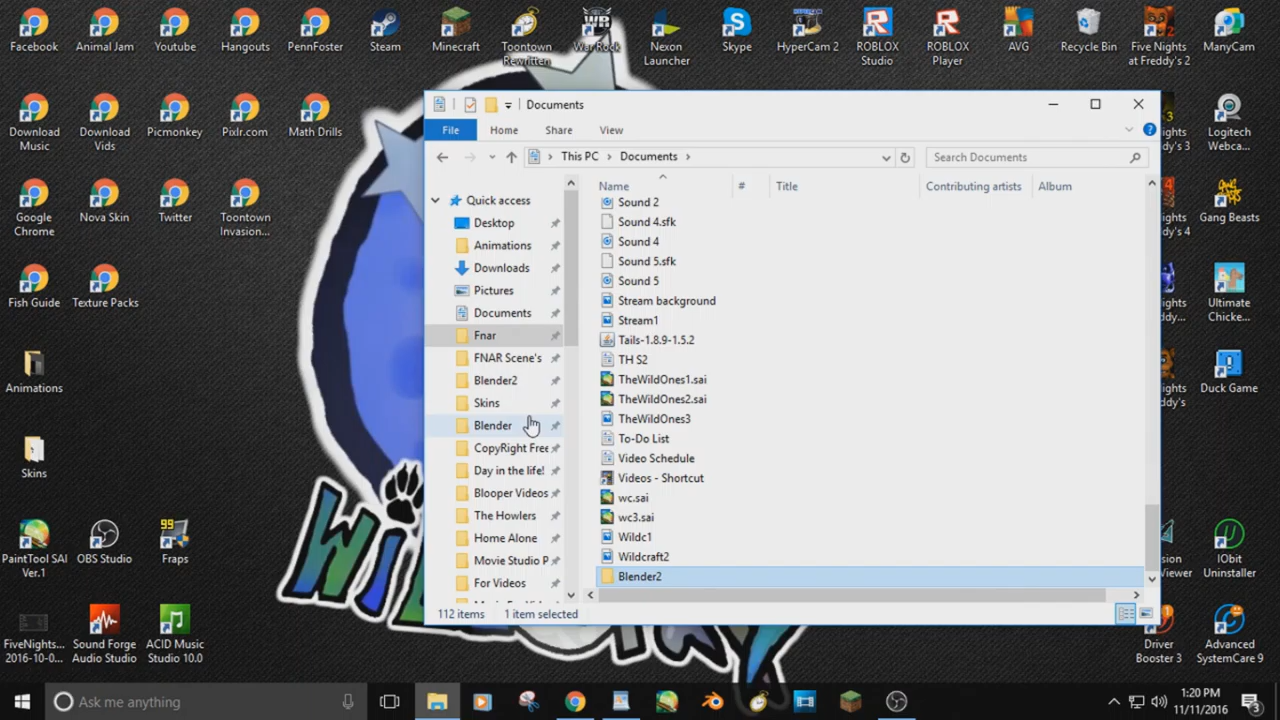 Facebook
Animal Jam
Youtube
Hangouts
PennFoster
Steam
Minecraft
Toontown
Rewritten
War Rock
Nexon
Launcher
Skype
HyperCam 2
ROBLOX
Studio
ROBLOX
Player
AVG
Recycle Bin
Five Nights
at Freddy's 2
ManyCam
Download
Music
Download
Vids
Picmonkey
Pixlr.com
Math Drills
Logitech
Webca...
Google
Chrome
Nova Skin
Twitter
Toontown
Invasion...
Gang Beasts
Fish Guide
Texture Packs
Ultimate
Chicke...
Animations
Duck Game
Skins
PaintTool SAI
Ver.1
OBS Studio
99
Fraps
Viewer
IObit
Uninstaller
FiveNights...
2016-10-0...
Sound Forge
Audio Studio
ACID Music
Studio 10.0
Driver
Booster 3
Advanced
SystemCare 9
Documents
File Home Share View
This PC Documents
Search Documents
Name # Title Contributing artists Album
Quick access
Desktop
Animations
Downloads
Pictures
Documents
Fnar
FNAR Scene's
Blender2
Skins
Blender
CopyRight Free
Day in the life!
Blooper Videos
The Howlers
Home Alone
Movie Studio P
For Videos
Sound 2
Sound 4.sfk
Sound 4
Sound 5.sfk
Sound 5
Stream background
Stream1
Tails-1.8.9-1.5.2
TH S2
TheWildOnes1.sai
TheWildOnes2.sai
TheWildOnes3
To-Do List
Video Schedule
Videos - Shortcut
wc.sai
wc3.sai
Wildc1
Wildcraft2
Blender2
112 items 1 item selected
Ask me anything
1:20 PM
11/11/2016